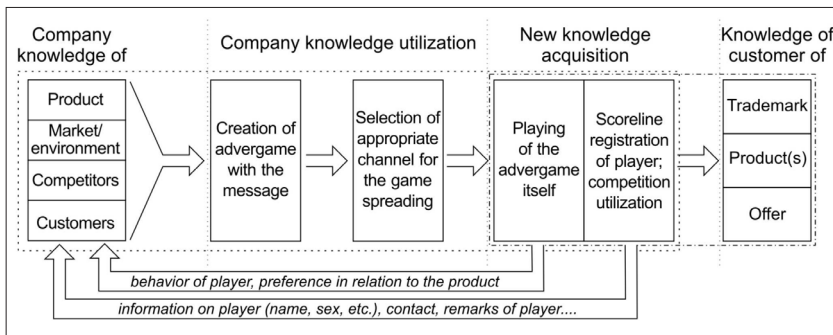 Company
knowledge of
Company knowledge utilization
New knowledge
acquisition
Knowledge of
customer of
Product
Market/
environment
Competitors
Customers
Creation of
advergame
with the
message
Selection of
appropriate
channel for
the game
spreading
Playing
of the
advergame
itself
Scoreline
registration
of player;
competition
utilization
Trademark
Product(s)
Offer
behavior of player, preference in relation to the product
information on player (name, sex, etc.), contact, remarks of player....